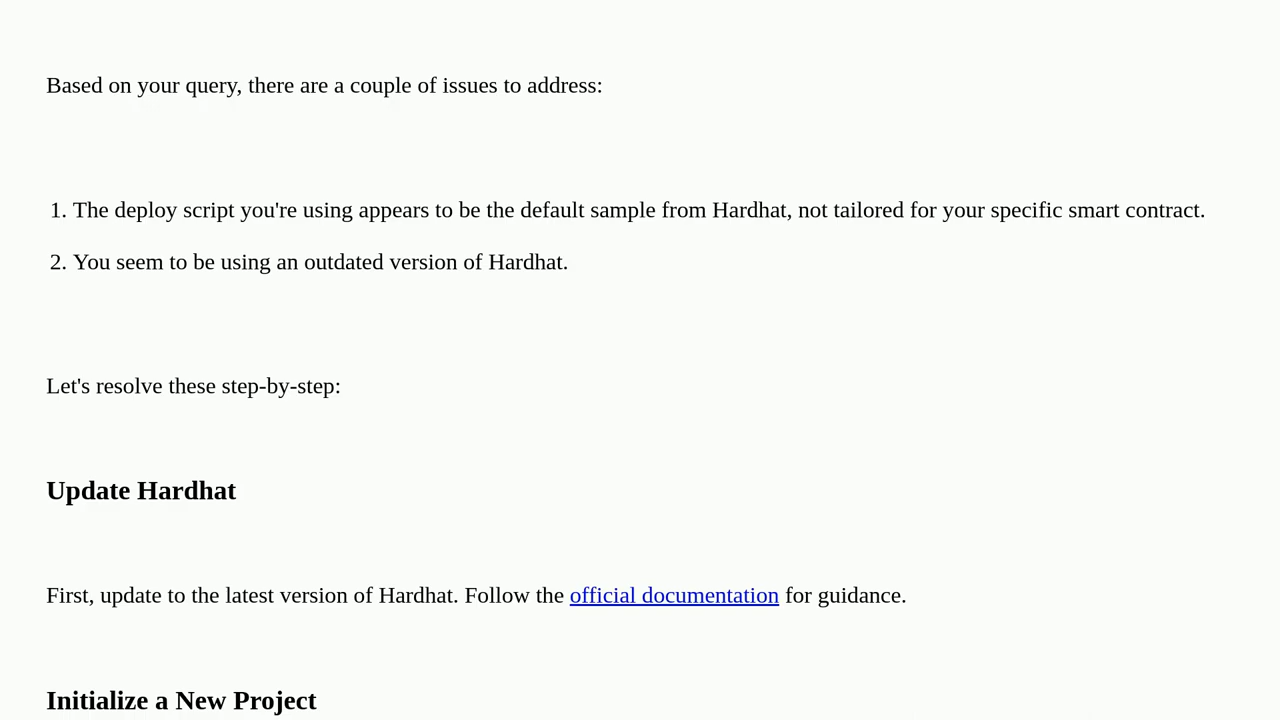 Based on your query, there are a couple of issues to address:
1. The deploy script you're using appears to be the default sample from Hardhat, not tailored for your specific smart contract.
2. You seem to be using an outdated version of Hardhat.
Let's resolve these step-by-step:
Update Hardhat
First, update to the latest version of Hardhat. Follow the official documentation for guidance.
Initialize a New Project